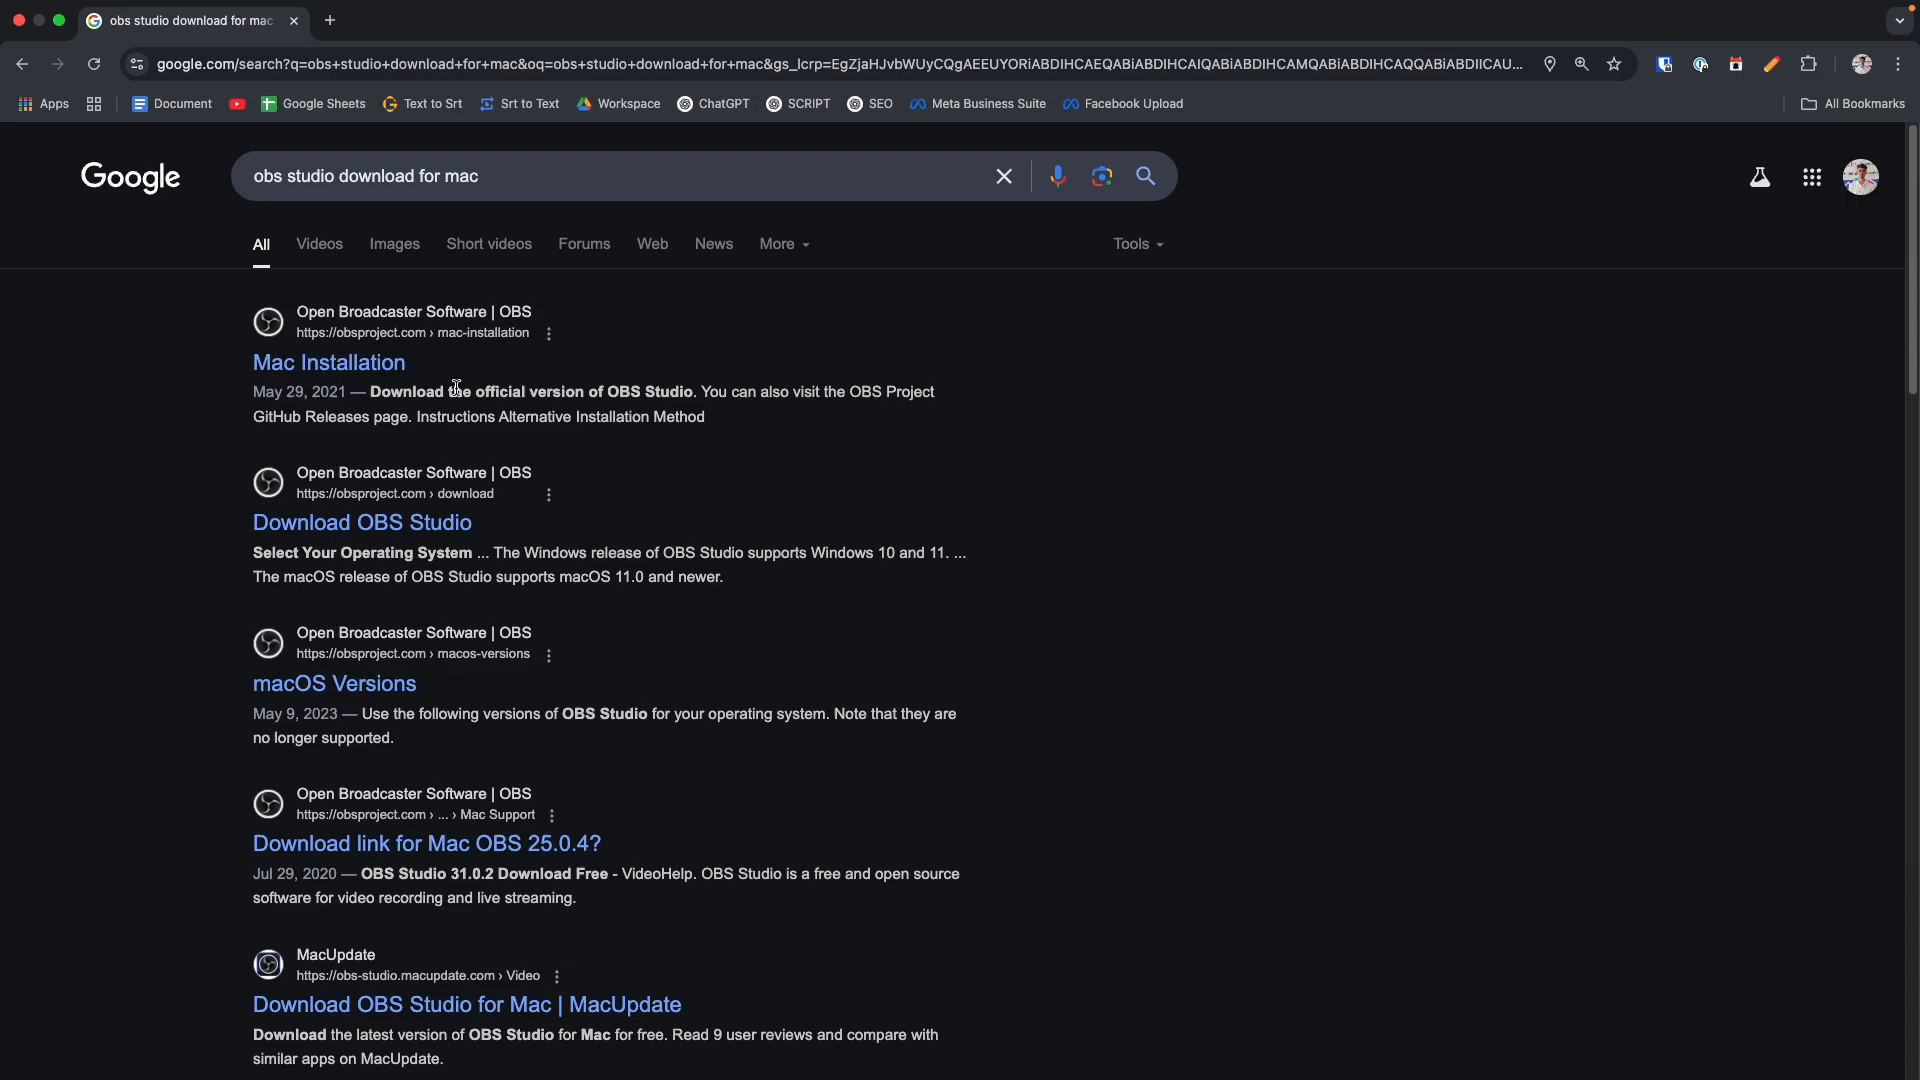 obs studio download for mac
google.com/search?q=obs+studio+download+for+mac&oq=obs+studio+download+for+mac&gs_lcrp=EgZjaHJvbWUyCQgAEEUYORiABDIHCAEQABiABDIHCAIQABiABDIHCAMQABiABDIHCAQQABiABDIICAU...
Apps Document Google Sheets Text to Srt Srt to Text Workspace ChatGPT SCRIPT SEO Meta Business Suite Facebook Upload All Bookmarks
Google obs studio download for mac
All Videos Images Short videos Forums Web News More Tools
Open Broadcaster Software | OBS
https://obsproject.com › mac-installation
Mac Installation
May 29, 2021 — Download the official version of OBS Studio. You can also visit the OBS Project
GitHub Releases page. Instructions Alternative Installation Method
Open Broadcaster Software | OBS
https://obsproject.com › download
Download OBS Studio
Select Your Operating System ... The Windows release of OBS Studio supports Windows 10 and 11. ...
The macOS release of OBS Studio supports macOS 11.0 and newer.
Open Broadcaster Software | OBS
https://obsproject.com › macos-versions
macOS Versions
May 9, 2023 — Use the following versions of OBS Studio for your operating system. Note that they are
no longer supported.
Open Broadcaster Software | OBS
https://obsproject.com › ... › Mac Support
Download link for Mac OBS 25.0.4?
Jul 29, 2020 — OBS Studio 31.0.2 Download Free - VideoHelp. OBS Studio is a free and open source
software for video recording and live streaming.
MacUpdate
https://obs-studio.macupdate.com › Video
Download OBS Studio for Mac | MacUpdate
Download the latest version of OBS Studio for Mac for free. Read 9 user reviews and compare with
similar apps on MacUpdate.